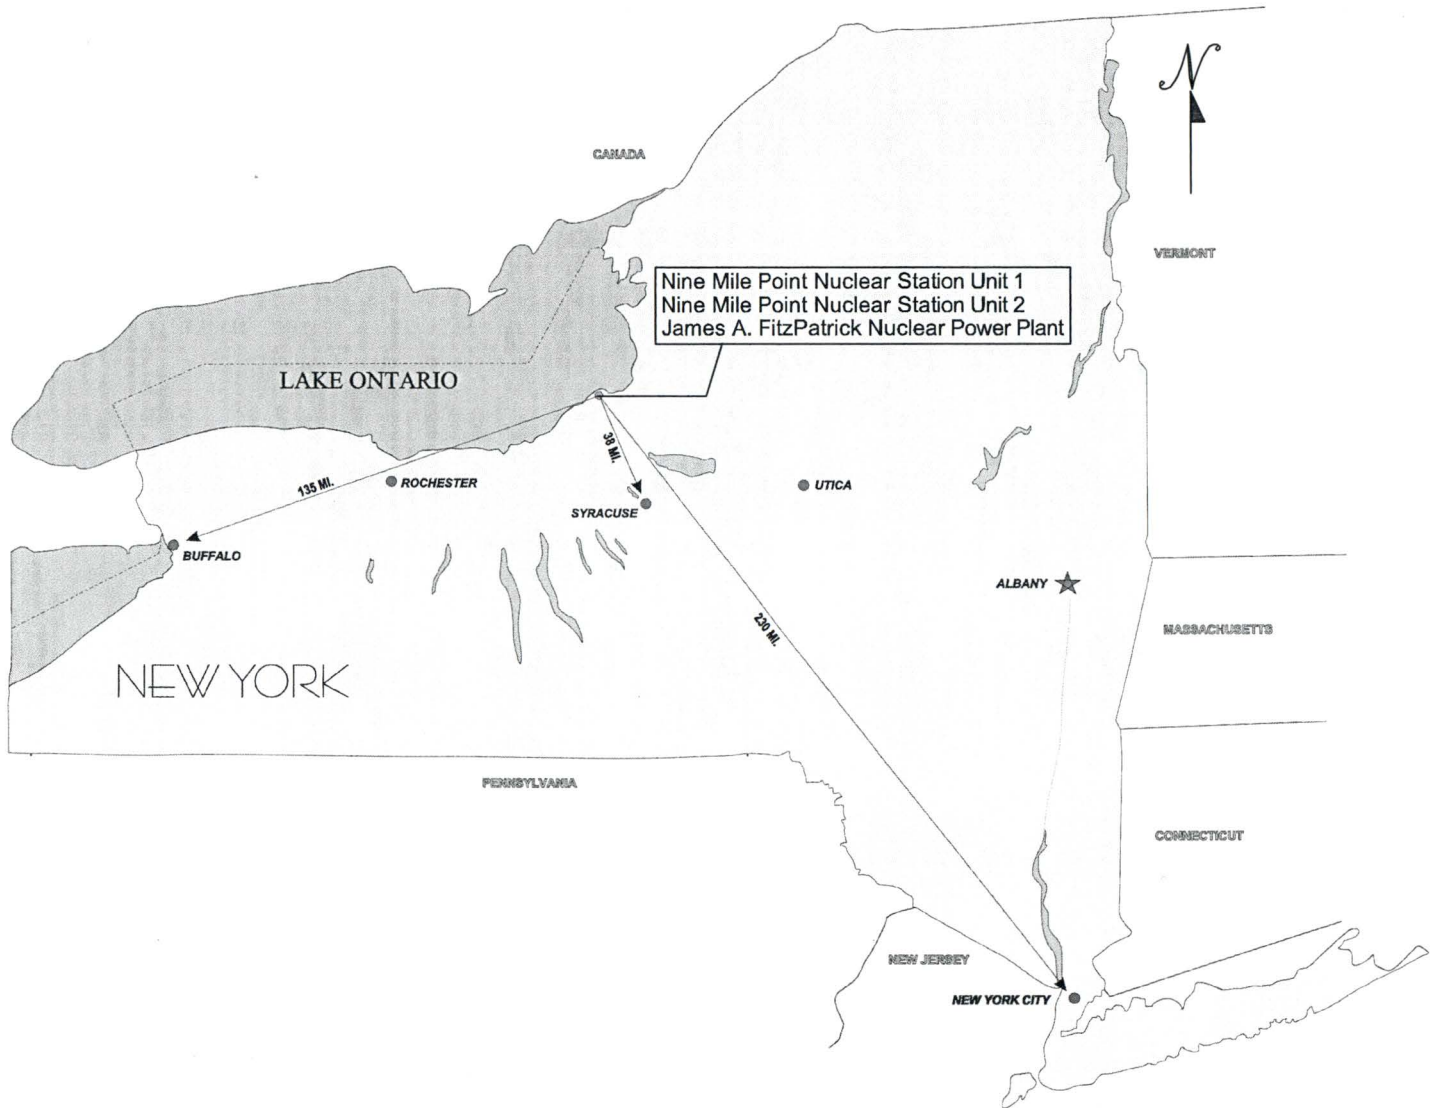 N
CANADA
VERMONT
Nine Mile Point Nuclear Station Unit 1
Nine Mile Point Nuclear Station Unit 2
James A. FitzPatrick Nuclear Power Plant
LAKE ONTARIO
38 MI.
135 MI.
ROCHESTER
UTICA
SYRACUSE
BUFFALO
ALBANY
230 MI.
MASSACHUSETTS
NEW YORK
PENNSYLVANIA
CONNECTICUT
NEW JERSEY
NEW YORK CITY